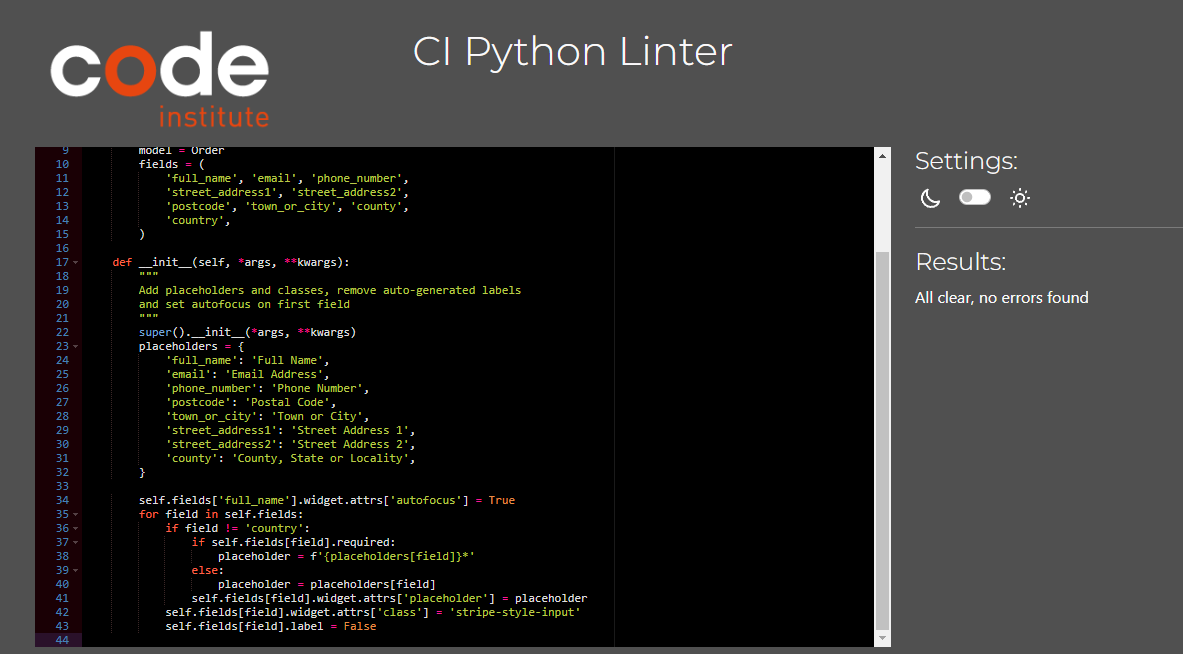 code
institute
CI Python Linter
9 model = Order
10 fields = (
11 'full_name', 'email', 'phone_number',
12 'street_address1', 'street_address2',
13 'postcode', 'town_or_city', 'county',
14 'country',
15 )
16
17 def __init__(self, *args, **kwargs):
18 """
19 Add placeholders and classes, remove auto-generated labels
20 and set autofocus on first field
21 """
22 super().__init__(*args, **kwargs)
23 placeholders = {
24 'full_name': 'Full Name',
25 'email': 'Email Address',
26 'phone_number': 'Phone Number',
27 'postcode': 'Postal Code',
28 'town_or_city': 'Town or City',
29 'street_address1': 'Street Address 1',
30 'street_address2': 'Street Address 2',
31 'county': 'County, State or Locality',
32 }
33
34 self.fields['full_name'].widget.attrs['autofocus'] = True
35 for field in self.fields:
36 if field != 'country':
37 if self.fields[field].required:
38 placeholder = f'{placeholders[field]}*'
39 else:
40 placeholder = placeholders[field]
41 self.fields[field].widget.attrs['placeholder'] = placeholder
42 self.fields[field].widget.attrs['class'] = 'stripe-style-input'
43 self.fields[field].label = False
44
Settings:
Results:
All clear, no errors found